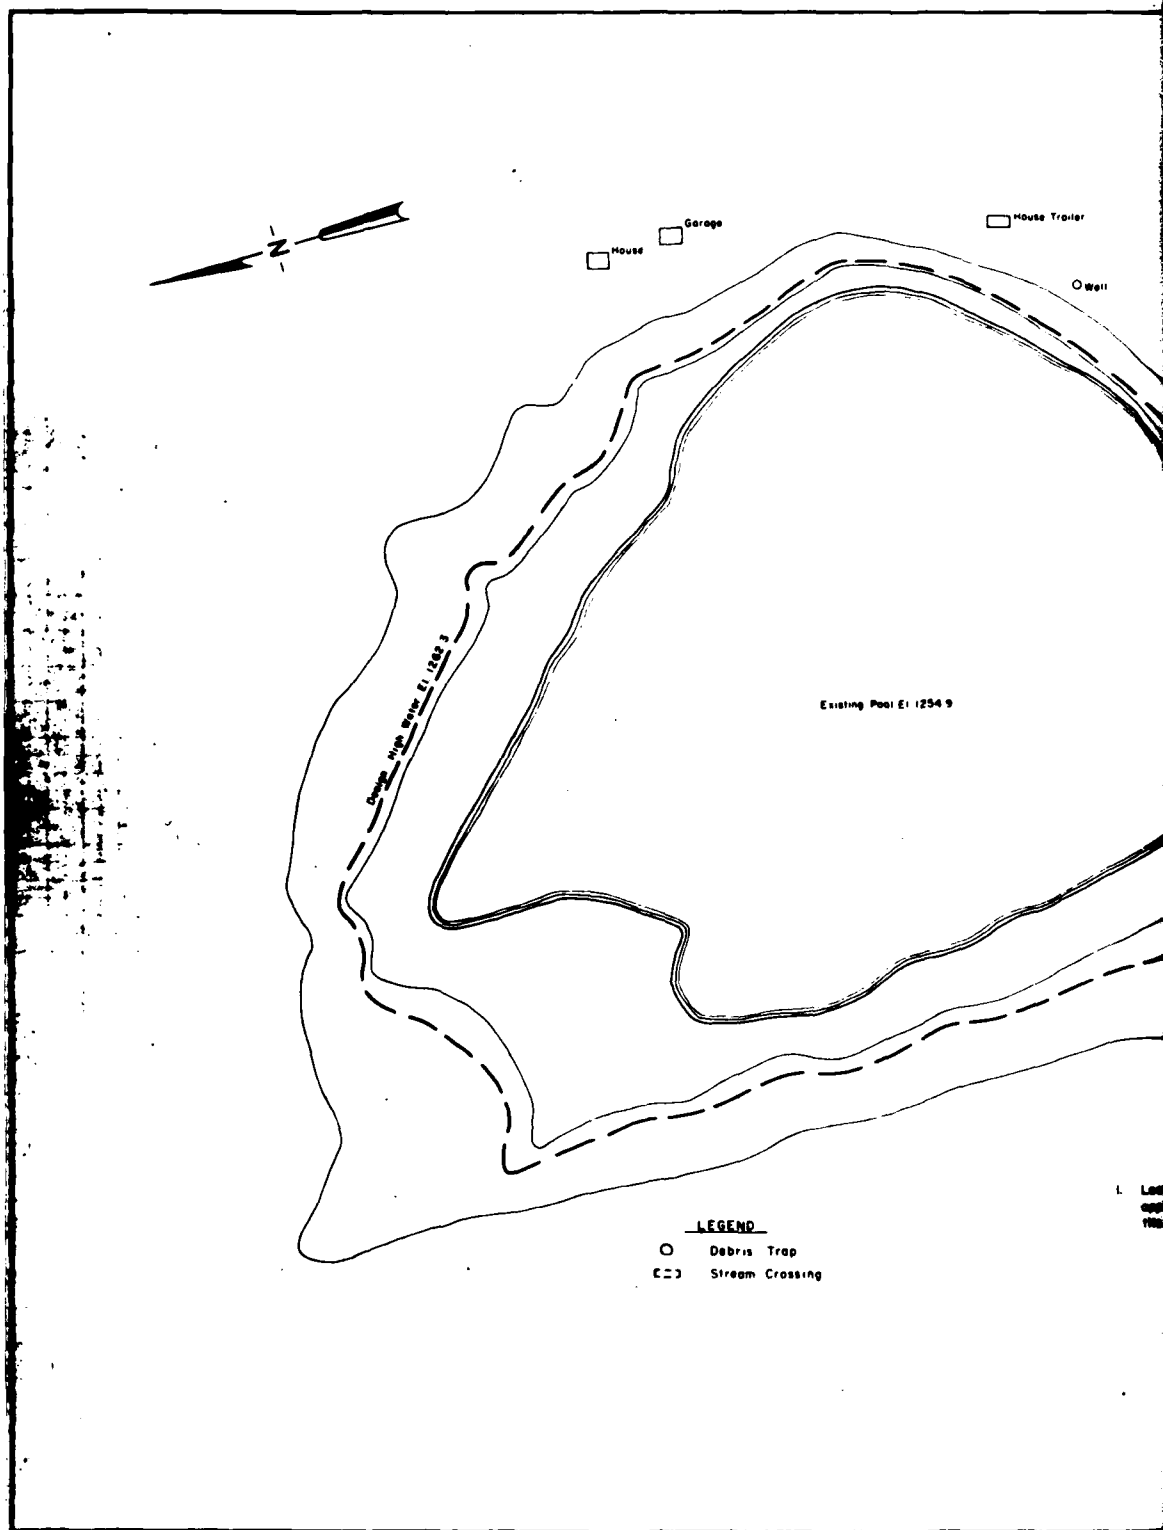 Garage
House Trailer
House
N
Well
Design High Water El 1262.3
Existing Pool El 1254.9
LEGEND
Debris Trap
Stream Crossing
1.